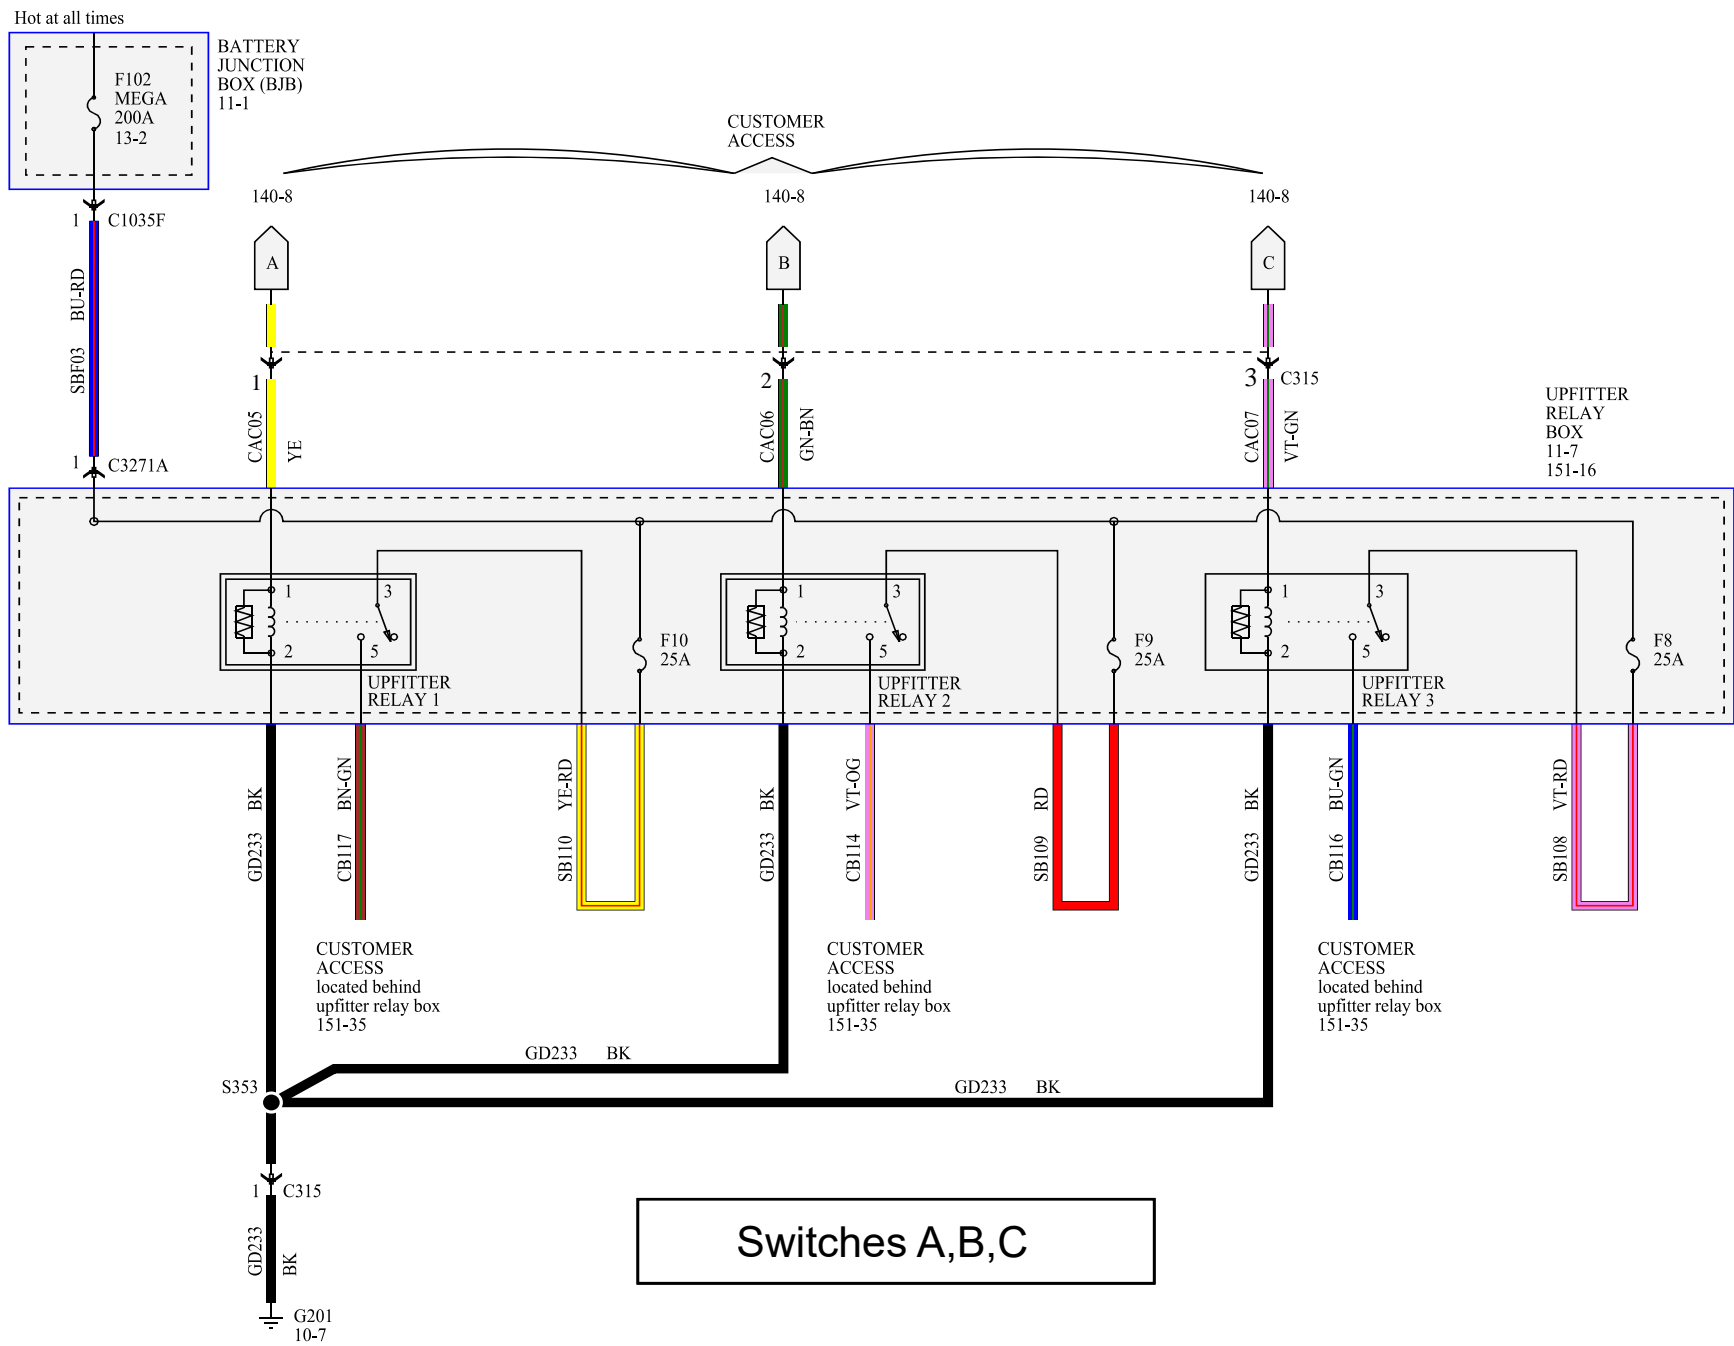 Hot at all times
BATTERY
JUNCTION
BOX (BJB)
11-1
F102
MEGA
200A
13-2
CUSTOMER
ACCESS
140-8
140-8
140-8
1
C1035F
A
B
C
BU-RD
SBF03
1
2
3
C315
CAC05
YE
CAC06
GN-BN
CAC07
VT-GN
1
C3271A
UPFITTER
RELAY
BOX
11-7
151-16
1
3
2
5
UPFITTER
RELAY 1
F10
25A
1
3
2
5
UPFITTER
RELAY 2
F9
25A
1
3
2
5
UPFITTER
RELAY 3
F8
25A
BK
GD233
BN-GN
CB117
YE-RD
SB110
BK
GD233
VT-OG
CB114
RD
SB109
BK
GD233
BU-GN
CB116
VT-RD
SB108
CUSTOMER
ACCESS
located behind
upfitter relay box
151-35
CUSTOMER
ACCESS
located behind
upfitter relay box
151-35
CUSTOMER
ACCESS
located behind
upfitter relay box
151-35
GD233 BK
S353
GD233 BK
1
C315
GD233
BK
Switches A,B,C
G201
10-7